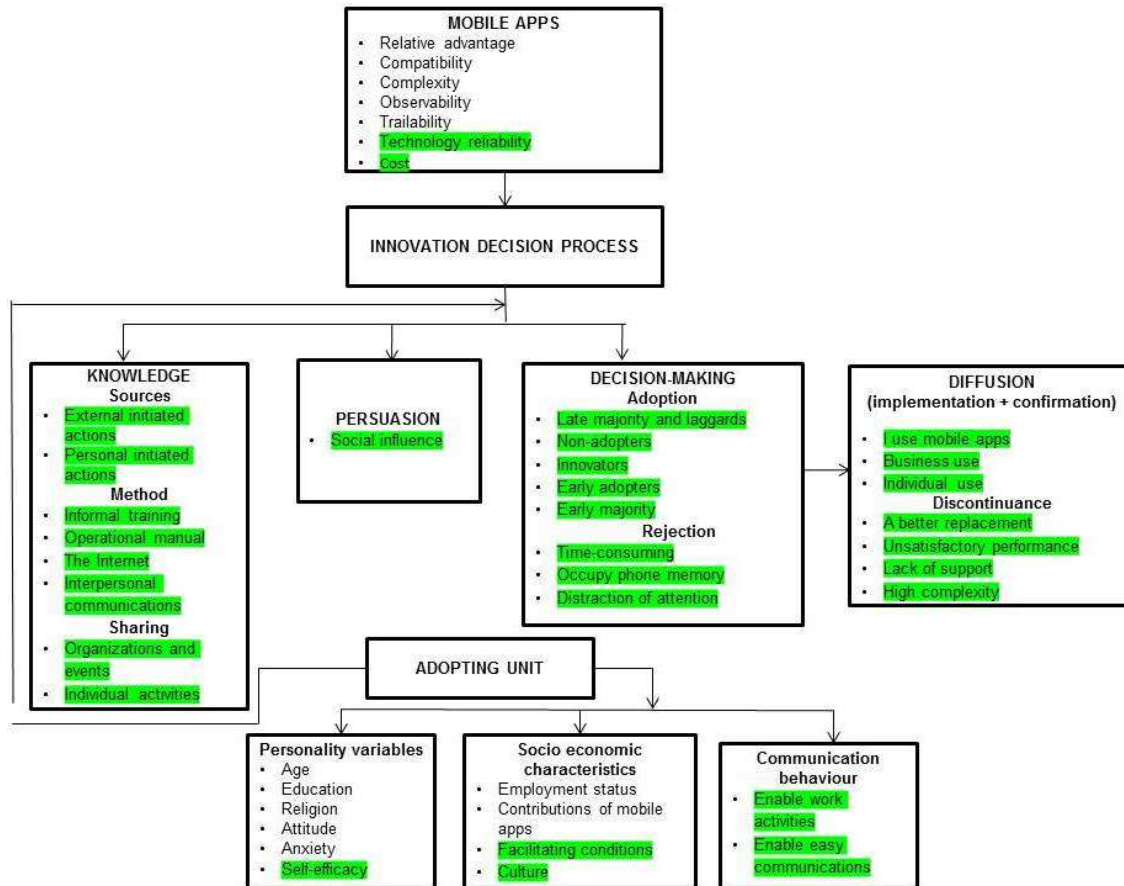 MOBILE APPS
• Relative advantage
• Compatibility
• Complexity
• Observability
• Trailability
• Technology reliability
• Cost
INNOVATION DECISION PROCESS
KNOWLEDGE
Sources
• External initiated
actions
• Personal initiated
actions
Method
• Informal training
• Operational manual
• The Internet
• Interpersonal
communications
Sharing
• Organizations and
events
• Individual activities
PERSUASION
• Social influence
DECISION-MAKING
Adoption
• Late majority and laggards
• Non-adopters
• Innovators
• Early adopters
• Early majority
Rejection
• Time-consuming
• Occupy phone memory
• Distraction of attention
DIFFUSION
(implementation + confirmation)
• I use mobile apps
• Business use
• Individual use
Discontinuance
• A better replacement
• Unsatisfactory performance
• Lack of support
• High complexity
ADOPTING UNIT
Personality variables
• Age
• Education
• Religion
• Attitude
• Anxiety
• Self-efficacy
Socio economic
characteristics
• Employment status
• Contributions of mobile
apps
• Facilitating conditions
• Culture
Communication
behaviour
• Enable work
activities
• Enable easy
communications